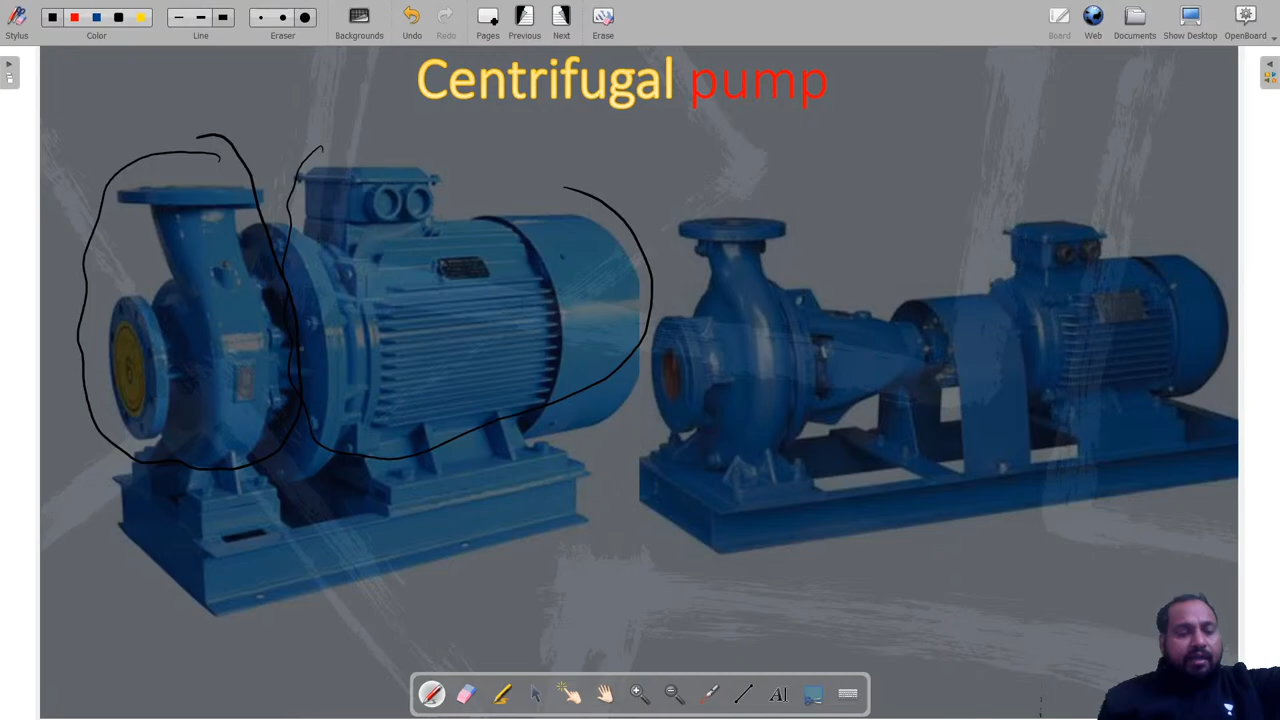 Stylus
Color
Line
Eraser
Backgrounds
Undo
Redo
Pages
Previous
Next
Erase
Board
Web
Documents
Show Desktop
OpenBoard
Centrifugal pump
AI